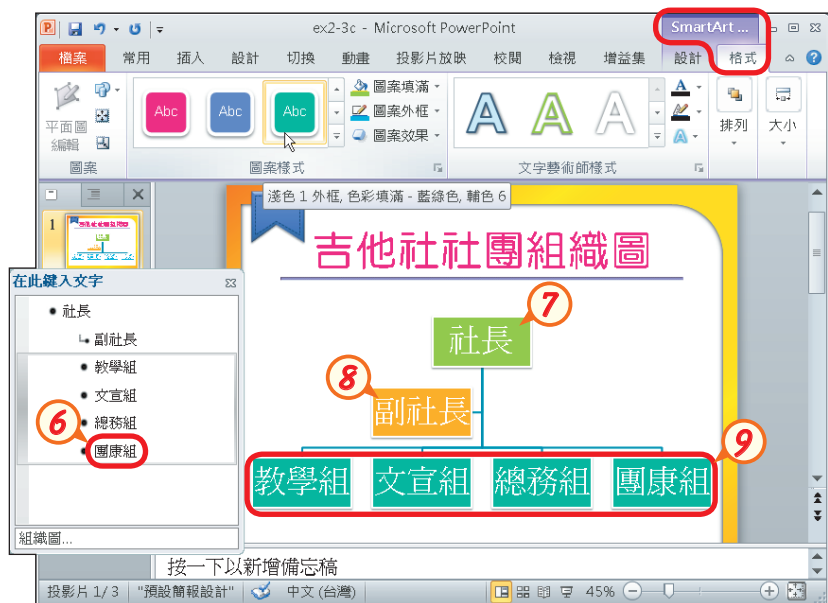 ex2-3c - Microsoft PowerPoint
SmartArt ...
檔案 常用 插入 設計 切換 動畫 投影片放映 校閱 檢視 增益集 設計 格式
平面圖
編輯
圖案
Abc Abc Abc
圖案填滿
圖案外框
圖案效果
圖案樣式
A A A
文字藝術師樣式
排列
大小
淺色 1 外框, 色彩填滿 - 藍綠色, 輔色 6
1
吉他社社團組織圖
在此鍵入文字
社長
副社長
教學組
文宣組
總務組
團康組
組織圖...
6
7
社長
8
副社長
9
教學組 文宣組 總務組 團康組
按一下以新增備忘稿
投影片 1/3 "預設簡報設計" 中文 (台灣) 45%